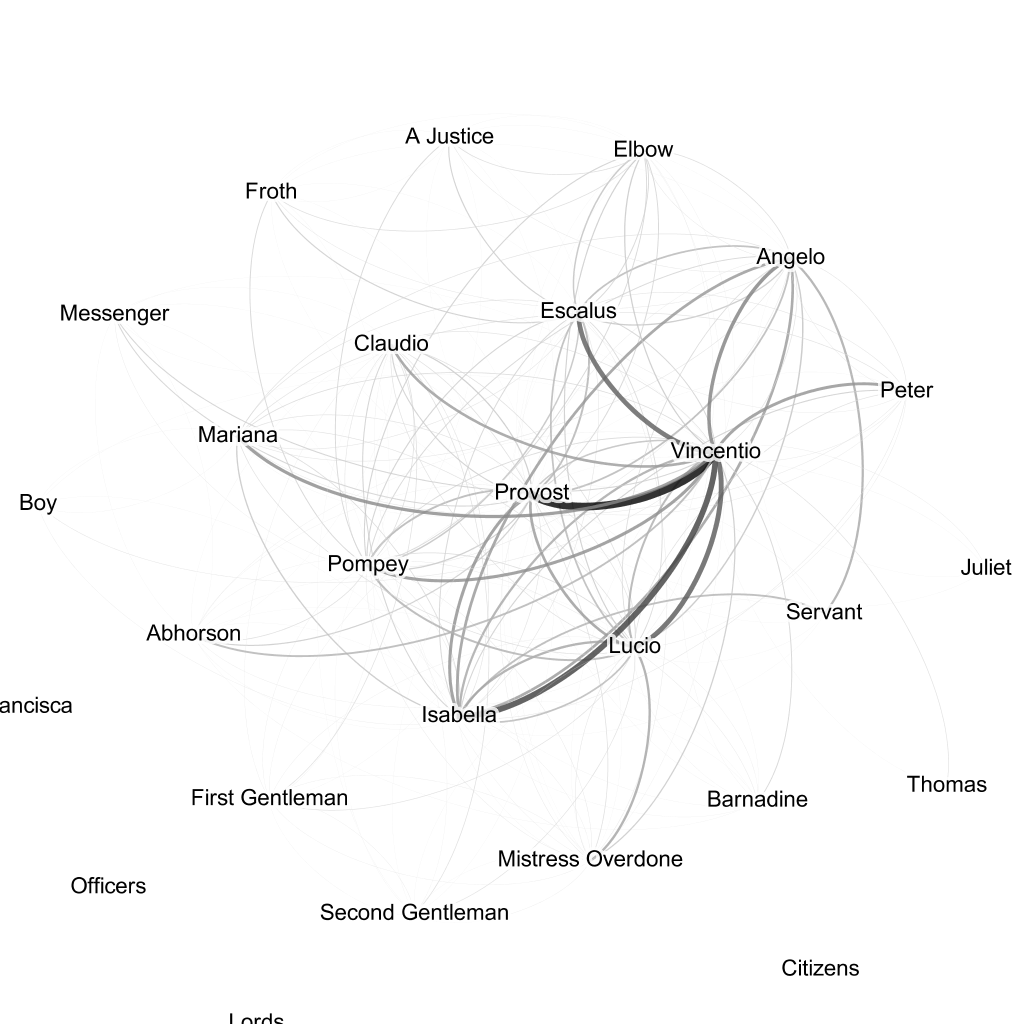 A Justice
Elbow
Froth
Angelo
Messenger
Escalus
Claudio
Peter
Mariana
Vincentio
Boy
Provost
Pompey
Juliet
Servant
Abhorson
Lucio
ancisca
Isabella
Thomas
First Gentleman
Barnadine
Mistress Overdone
Officers
Second Gentleman
Citizens
Lords